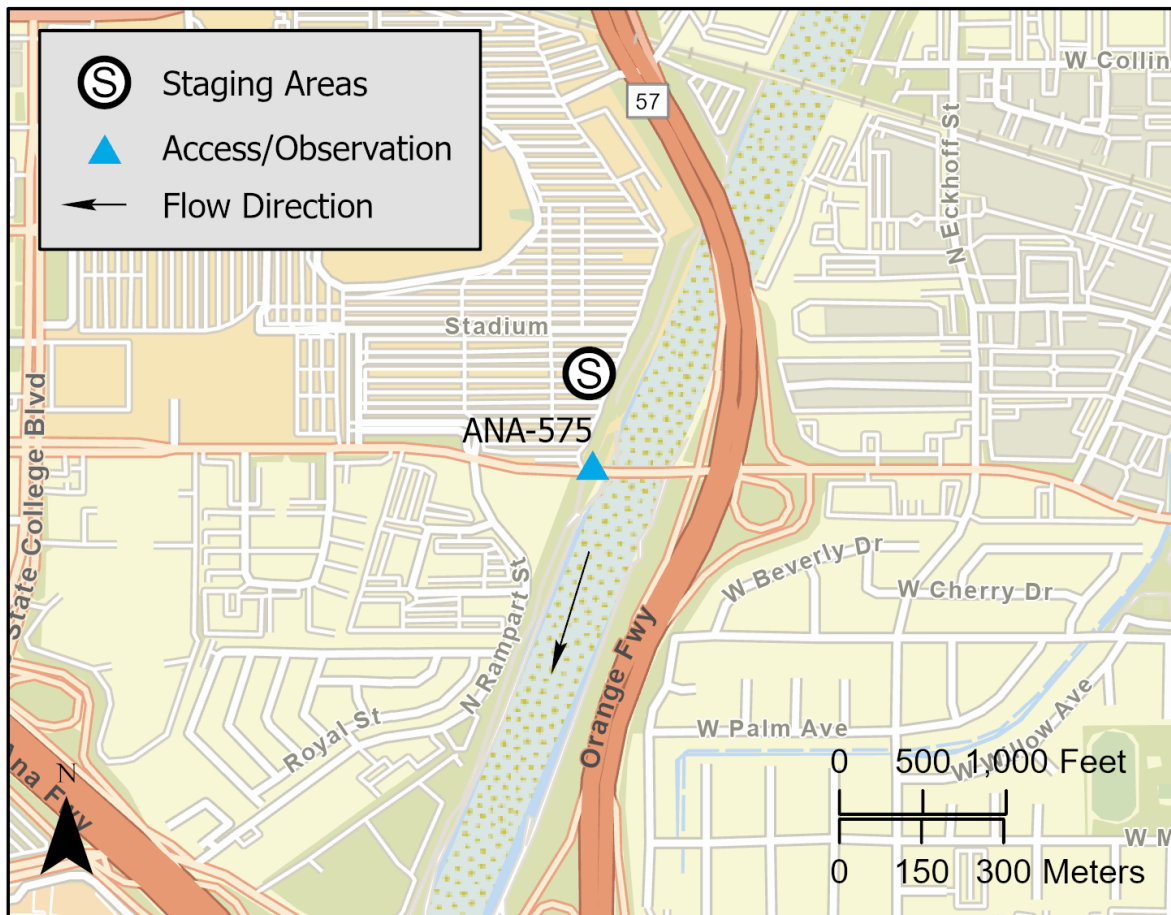 Staging Areas
Access/Observation
Flow Direction
57
W Collin
N Eckhoff St
Stadium
S
S
ANA-575
State College Blvd
W Beverly Dr
W Cherry Dr
N Rampart St
Orange Fwy
Royal St
W Palm Ave
W Willow Ave
Ana Fwy
N
0 500 1,000 Feet
0 150 300 Meters
W M